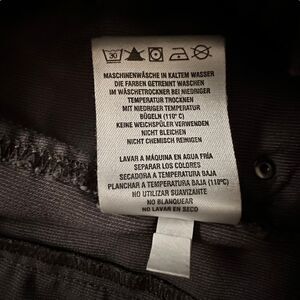 30
MASCHINENWÄSCHE IN KALTEM WASSER
DIE FARBEN GETRENNT WASCHEN
IM WÄSCHETROCKNER BEI NIEDRIGER
TEMPERATUR TROCKNEN
MIT NIEDRIGER TEMPERATUR
BÜGELN (110° C)
KEINE WEICHSPÜLER VERWENDEN
NICHT BLEICHEN
NICHT CHEMISCH REINIGEN
LAVAR A MÁQUINA EN AGUA FRÍA
SEPARAR LOS COLORES
SECADORA A TEMPERATURA BAJA
PLANCHAR A TEMPERATURA BAJA (110°C)
NO UTILIZAR SUAVIZANTE
NO BLANQUEAR
NO LAVAR EN SECO